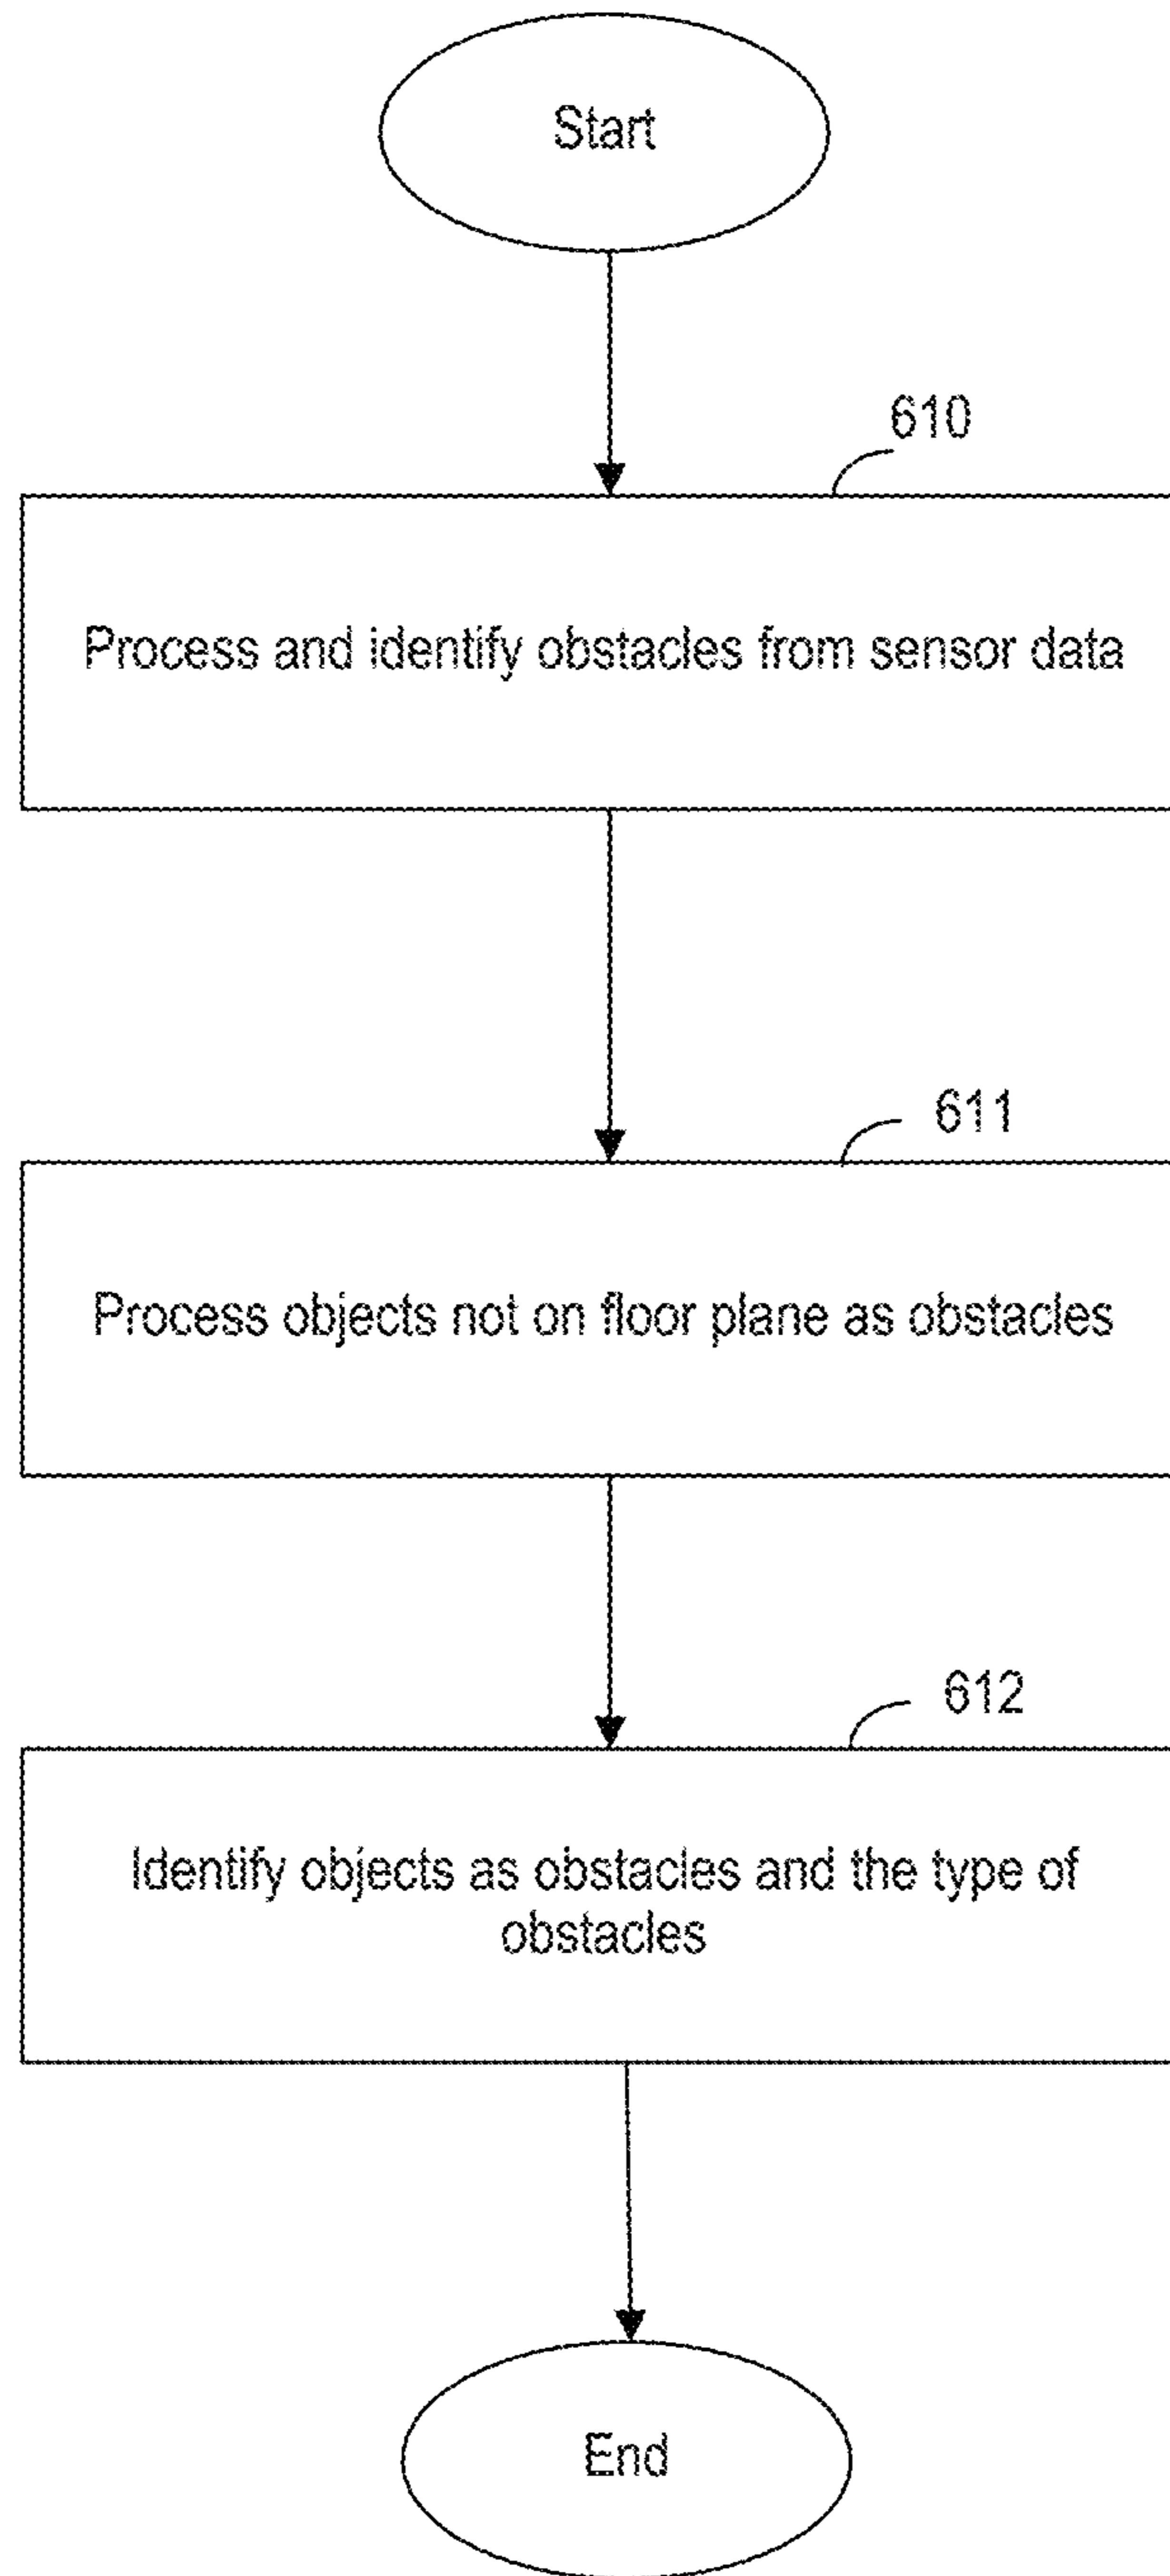 Start
610
Process and identify obstacles from sensor data
611
Process objects not on floor plane as obstacles
612
Identify objects as obstacles and the type of
obstacles
End